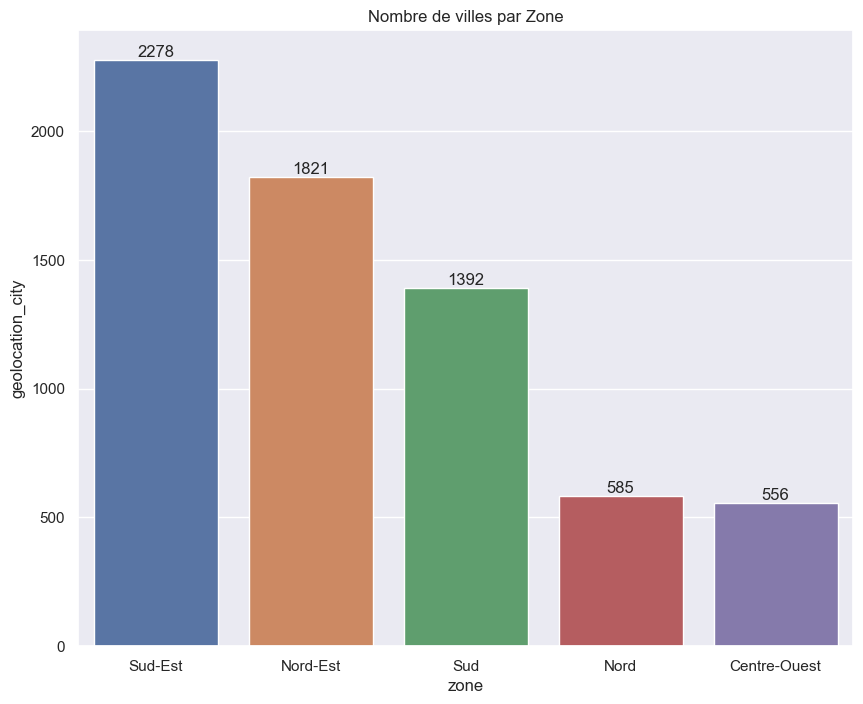 Nombre de villes par Zone
2278
1821
1392
585
556
2000
1500
1000
500
0
geolocation_city
Sud-Est
Nord-Est
Sud
Nord
Centre-Ouest
zone